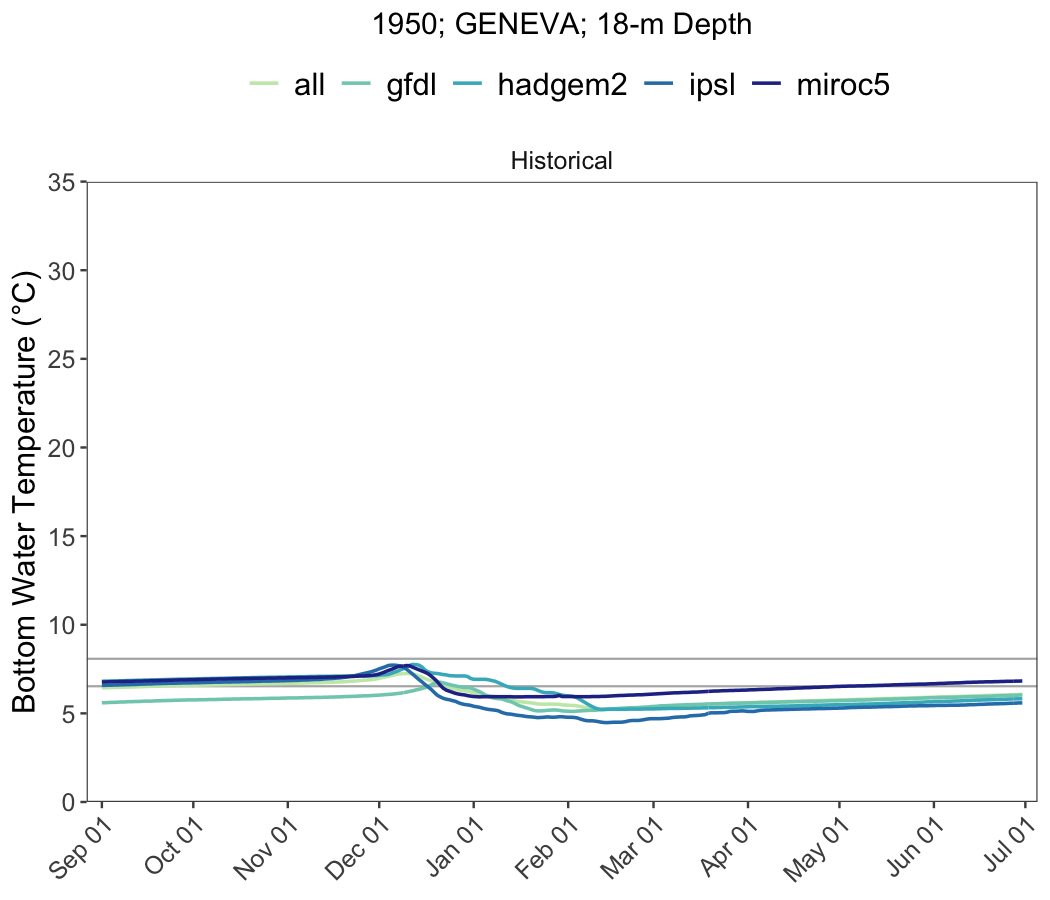 1950; GENEVA; 18-m Depth
all gfdl hadgem2 ipsl miroc5
Historical
Bottom Water Temperature (°C)
35
30
25
20
15
10
5
0
Sep 01 Oct 01 Nov 01 Dec 01 Jan 01 Feb 01 Mar 01 Apr 01 May 01 Jun 01 Jul 01